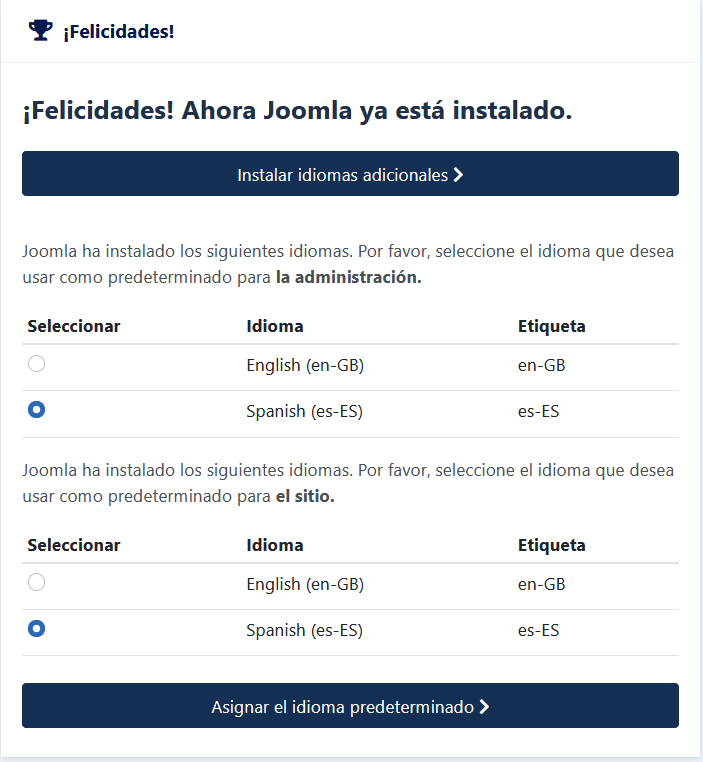 ¡Felicidades!
¡Felicidades! Ahora Joomla ya está instalado.
Instalar idiomas adicionales
Joomla ha instalado los siguientes idiomas. Por favor, seleccione el idioma que desea
usar como predeterminado para la administración.
Seleccionar Idioma Etiqueta
English (en-GB) en-GB
Spanish (es-ES) es-ES
Joomla ha instalado los siguientes idiomas. Por favor, seleccione el idioma que desea
usar como predeterminado para el sitio.
Seleccionar Idioma Etiqueta
English (en-GB) en-GB
Spanish (es-ES) es-ES
Asignar el idioma predeterminado